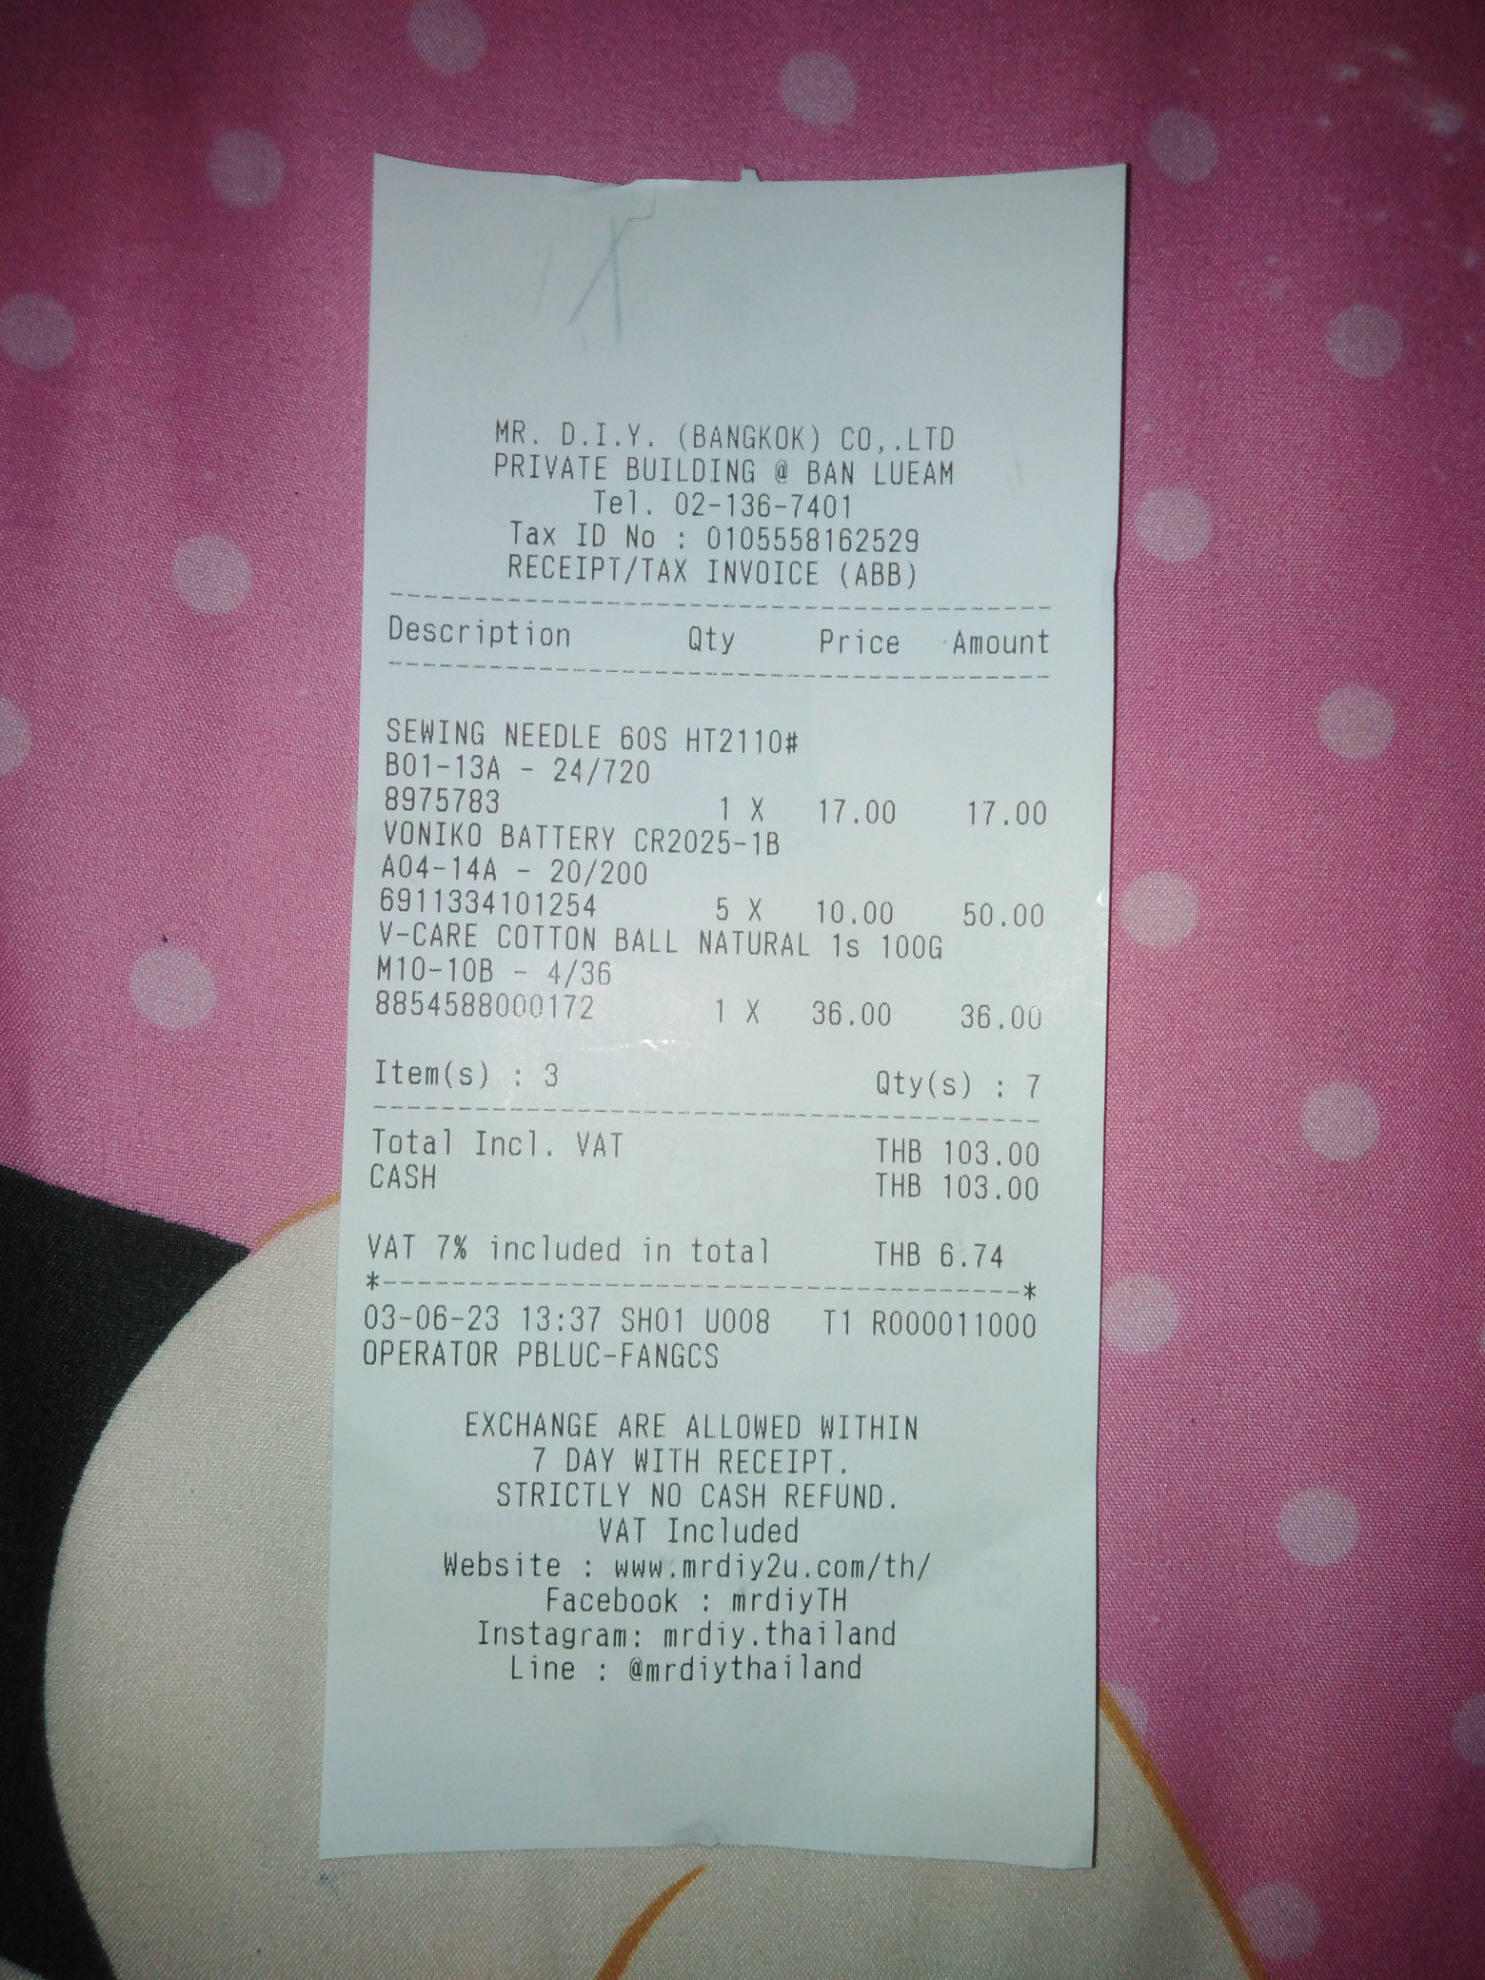 MR. D.I.Y. (BANGKOK) CO,.LTD
PRIVATE BUILDING @ BAN LUEAM
Tel. 02-136-7401
Tax ID No : 0105558162529
RECEIPT/TAX INVOICE (ABB)
Description Qty Price Amount
SEWING NEEDLE 60S HT2110#
B01-13A - 24/720
8975783 1 X 17.00 17.00
VONIKO BATTERY CR2025-1B
A04-14A - 20/200
6911334101254 5 X 10.00 50.00
V-CARE COTTON BALL NATURAL 1s 100G
M10-10B - 4/36
8854588000172 1 X 36.00 36.00
Item(s) : 3 Qty(s) : 7
Total Incl. VAT THB 103.00
CASH THB 103.00
VAT 7% included in total THB 6.74
*--------------------------------------*
03-06-23 13:37 SH01 U008 T1 R000011000
OPERATOR PBLUC-FANGCS
EXCHANGE ARE ALLOWED WITHIN
7 DAY WITH RECEIPT.
STRICTLY NO CASH REFUND.
VAT Included
Website : www.mrdiy2u.com/th/
Facebook : mrdiyTH
Instagram: mrdiy.thailand
Line : @mrdiythailand